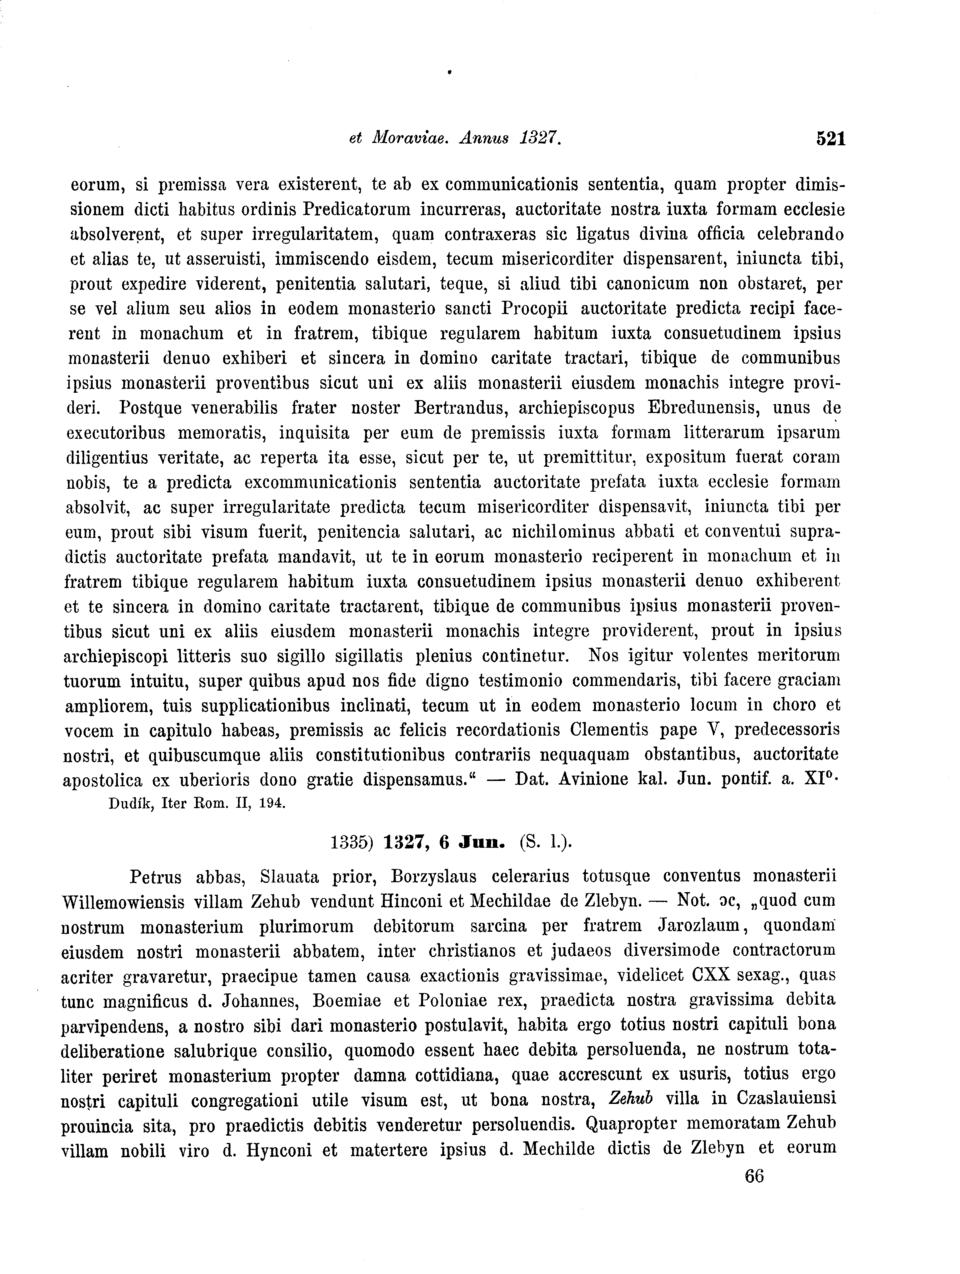 et Moraviae. Annus 1327. 521
eorum, si premissa vera existerent, te ab ex communicationis sententia, quam propter dimis-
sionem dicti habitus ordinis Predicatorum incurreras, auctoritate nostra iuxta formam ecclesie
absolverent, et super irregularitatem, quam contraxeras sic ligatus divina officia celebrando
et alias te, ut asseruisti, immiscendo eisdem, tecum misericorditer dispensarent, iniuncta tibi,
prout expedire viderent, penitentia salutari, teque, si aliud tibi canonicum non obstaret, per
se vel alium seu alios in eodem monasterio sancti Procopii auctoritate predicta recipi face-
rent in monachum et in fratrem, tibique regularem habitum iuxta consuetudinem ipsius
monasterii denuo exhiberi et sincera in domino caritate tractari, tibique de communibus
ipsius monasterii proventibus sicut uni ex aliis monasterii eiusdem monachis integre provi-
deri. Postque venerabilis frater noster Bertrandus, archiepiscopus Ebredunensis, unus de
executoribus memoratis, inquisita per eum de premissis iuxta formam litterarum ipsarum
diligentius veritate, ac reperta ita esse, sicut per te, ut premittitur, expositum fuerat coram
nobis, te a predicta excommunicationis sententia auctoritate prefata iuxta ecclesie formam
absolvit, ac super irregularitate predicta tecum misericorditer dispensavit, iniuncta tibi per
eum, prout sibi visum fuerit, penitencia salutari, ac nichilominus abbati et conventui supra-
dictis auctoritate prefata mandavit, ut te in eorum monasterio reciperent in monachum et in
fratrem tibique regularem habitum iuxta consuetudinem ipsius monasterii denuo exhiberent
et te sincera in domino caritate tractarent, tibique de communibus ipsius monasterii proven-
tibus sicut uni ex aliis eiusdem monasterii monachis integre providerent, prout in ipsius
archiepiscopi litteris suo sigillo sigillatis plenius continetur. Nos igitur volentes meritorum
tuorum intuitu, super quibus apud nos fide digno testimonio commendaris, tibi facere graciam
ampliorem, tuis supplicationibus inclinati, tecum ut in eodem monasterio locum in choro et
vocem in capitulo habeas, premissis ac felicis recordationis Clementis pape V, predecessoris
nostri, et quibuscumque aliis constitutionibus contrariis nequaquam obstantibus, auctoritate
apostolica ex uberioris dono gratie dispensamus.“ — Dat. Avinione kal. Jun. pontif. a. XI⁰.
Dudík, Iter Rom. II, 194.
1335) 1327, 6 Jun. (S. l.).
Petrus abbas, Slauata prior, Borzyslaus celerarius totusque conventus monasterii
Willemowiensis villam Zehub vendunt Hinconi et Mechildae de Zlebyn. — Not. ɔc, „quod cum
nostrum monasterium plurimorum debitorum sarcina per fratrem Jarozlaum, quondam
eiusdem nostri monasterii abbatem, inter christianos et judaeos diversimode contractorum
acriter gravaretur, praecipue tamen causa exactionis gravissimae, videlicet CXX sexag., quas
tunc magnificus d. Johannes, Boemiae et Poloniae rex, praedicta nostra gravissima debita
parvipendens, a nostro sibi dari monasterio postulavit, habita ergo totius nostri capituli bona
deliberatione salubrique consilio, quomodo essent haec debita persoluenda, ne nostrum tota-
liter periret monasterium propter damna cottidiana, quae accrescunt ex usuris, totius ergo
nostri capituli congregationi utile visum est, ut bona nostra, Zehub villa in Czaslauiensi
prouincia sita, pro praedictis debitis venderetur persoluendis. Quapropter memoratam Zehub
villam nobili viro d. Hynconi et matertere ipsius d. Mechilde dictis de Zlebyn et eorum
66